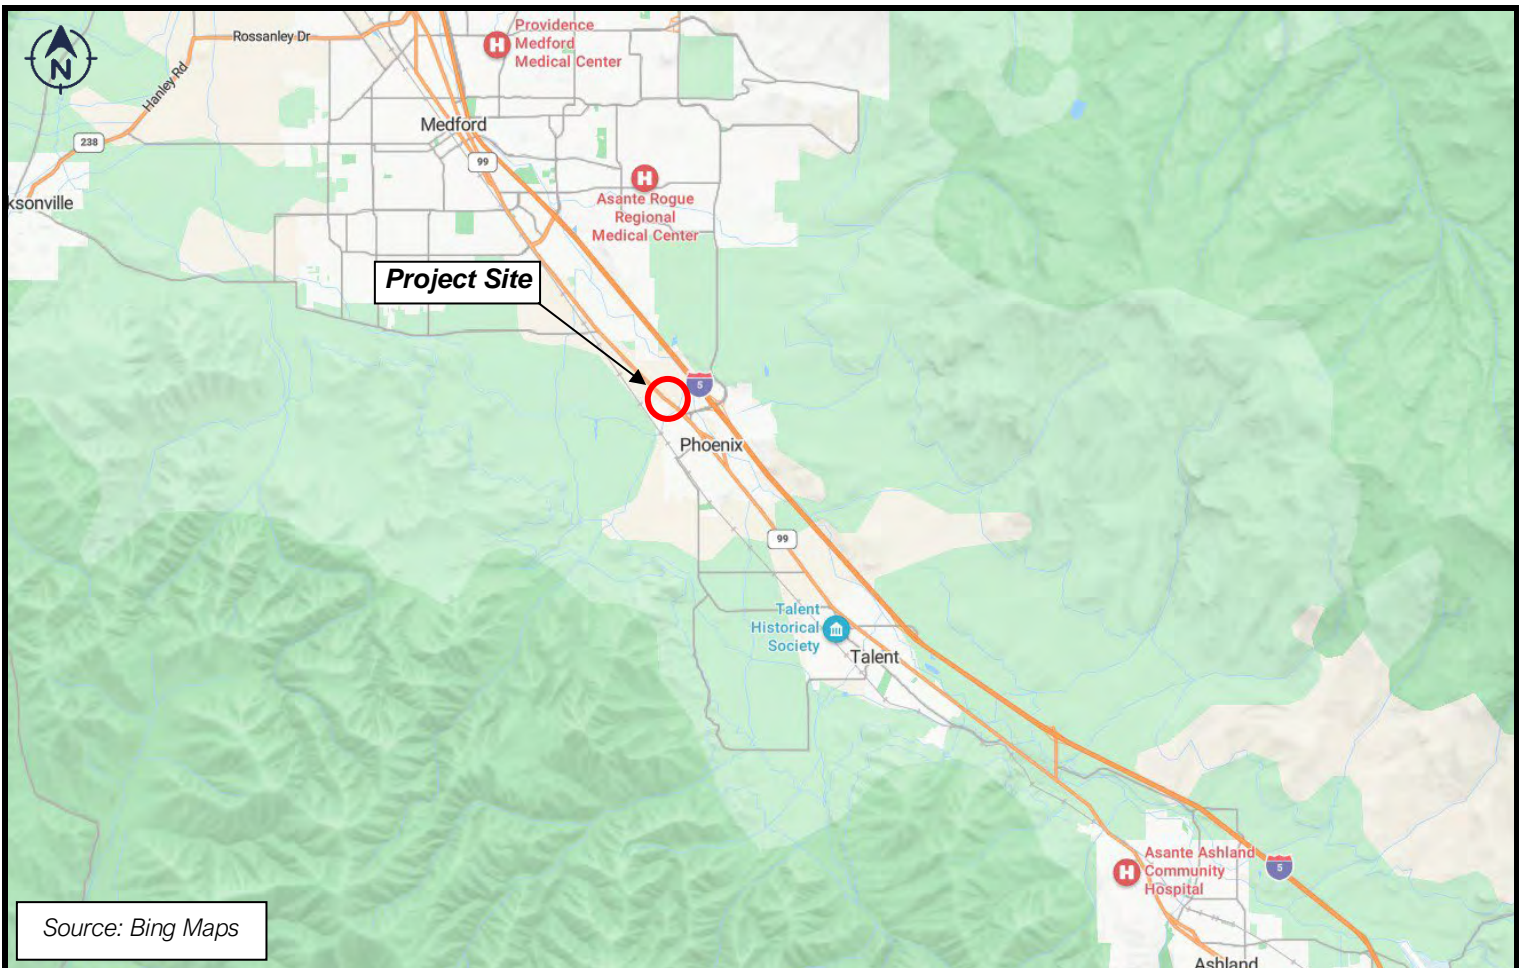 Providence
Medford
Medical Center
Rossanley Dr
N
H
Hanley Rd
Medford
238
99
H
Asante Rogue
Regional
Medical Center
ksonville
Project Site
5
Phoenix
99
Talent
Historical
Society
Talent
Asante Ashland
Community
Hospital
H
5
Source: Bing Maps
Ashland